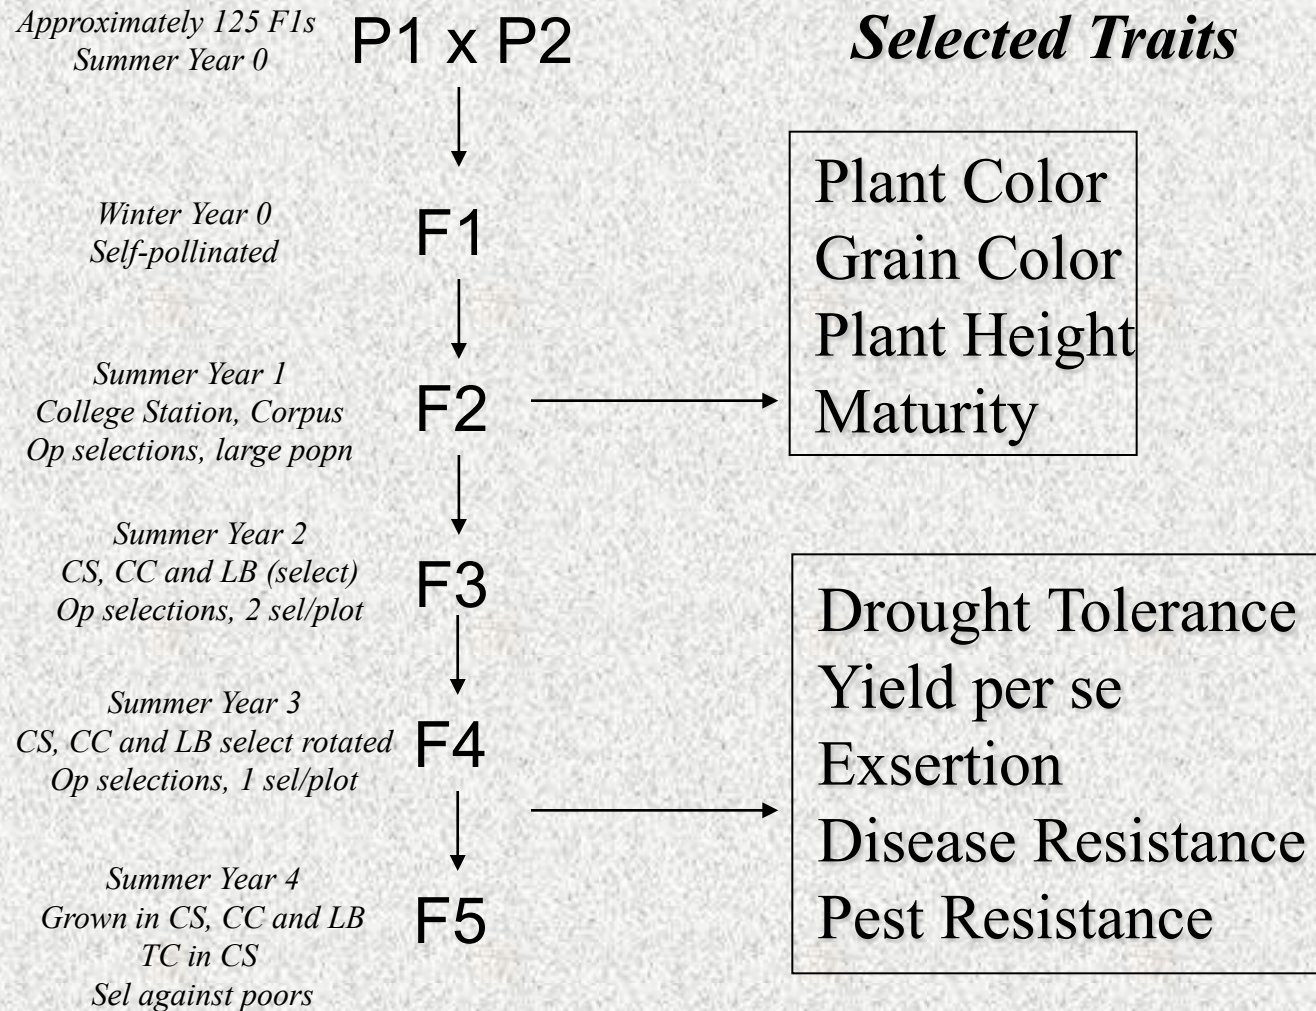 Approximately 125 F1s
Summer Year 0
P1 x P2
Selected Traits
Winter Year 0
Self-pollinated
F1
Plant Color
Grain Color
Plant Height
Maturity
Summer Year 1
College Station, Corpus
Op selections, large popn
F2
Summer Year 2
CS, CC and LB (select)
Op selections, 2 sel/plot
F3
Drought Tolerance
Yield per se
Exsertion
Disease Resistance
Pest Resistance
Summer Year 3
CS, CC and LB select rotated
Op selections, 1 sel/plot
F4
Summer Year 4
Grown in CS, CC and LB
TC in CS
Sel against poors
F5